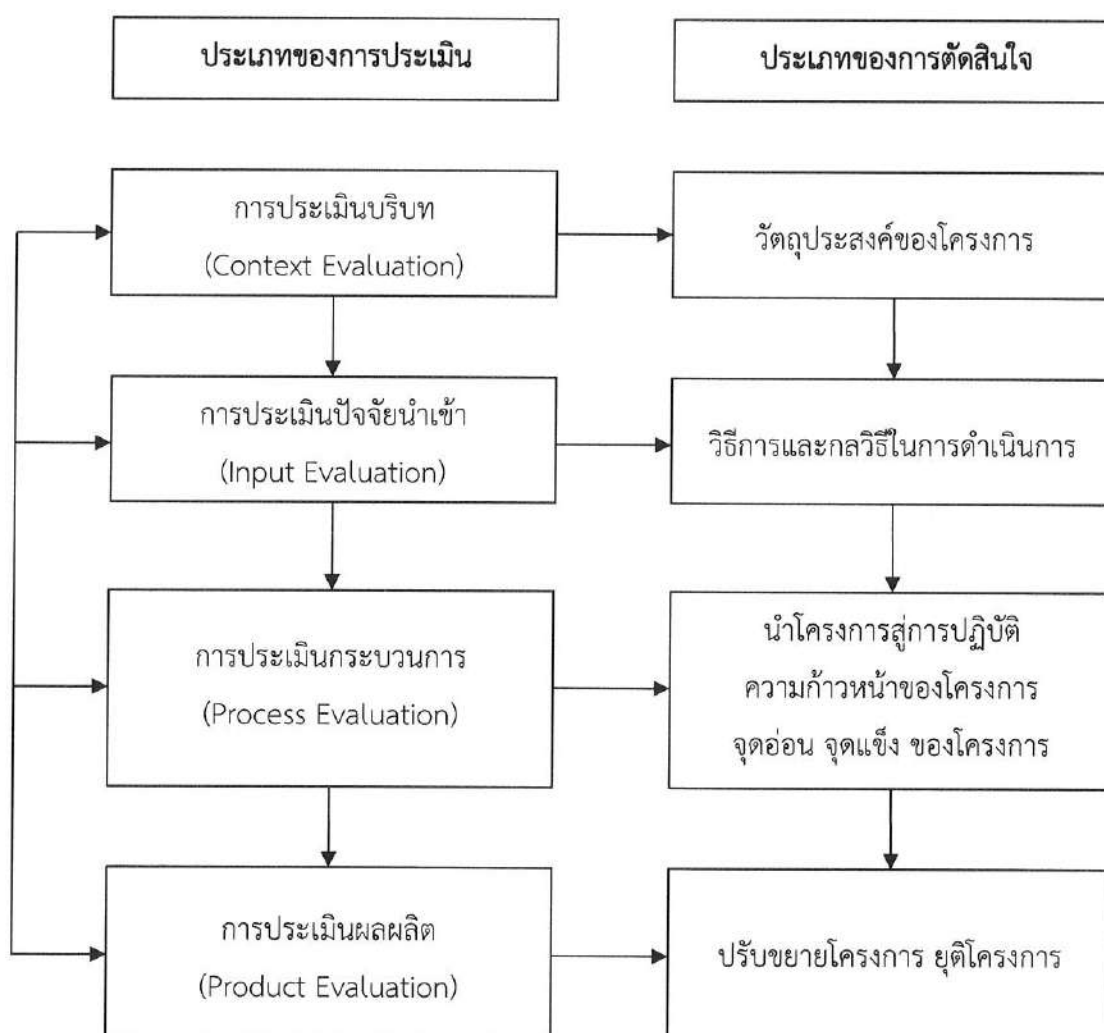 ประเภทของการประเมิน
ประเภทของการตัดสินใจ
การประเมินบริบท
(Context Evaluation)
วัตถุประสงค์ของโครงการ
การประเมินปัจจัยนำเข้า
(Input Evaluation)
วิธีการและกลวิธีในการดำเนินการ
การประเมินกระบวนการ
(Process Evaluation)
นำโครงการสู่การปฏิบัติ
ความก้าวหน้าของโครงการ
จุดอ่อน จุดแข็ง ของโครงการ
การประเมินผลผลิต
(Product Evaluation)
ปรับขยายโครงการ ยุติโครงการ